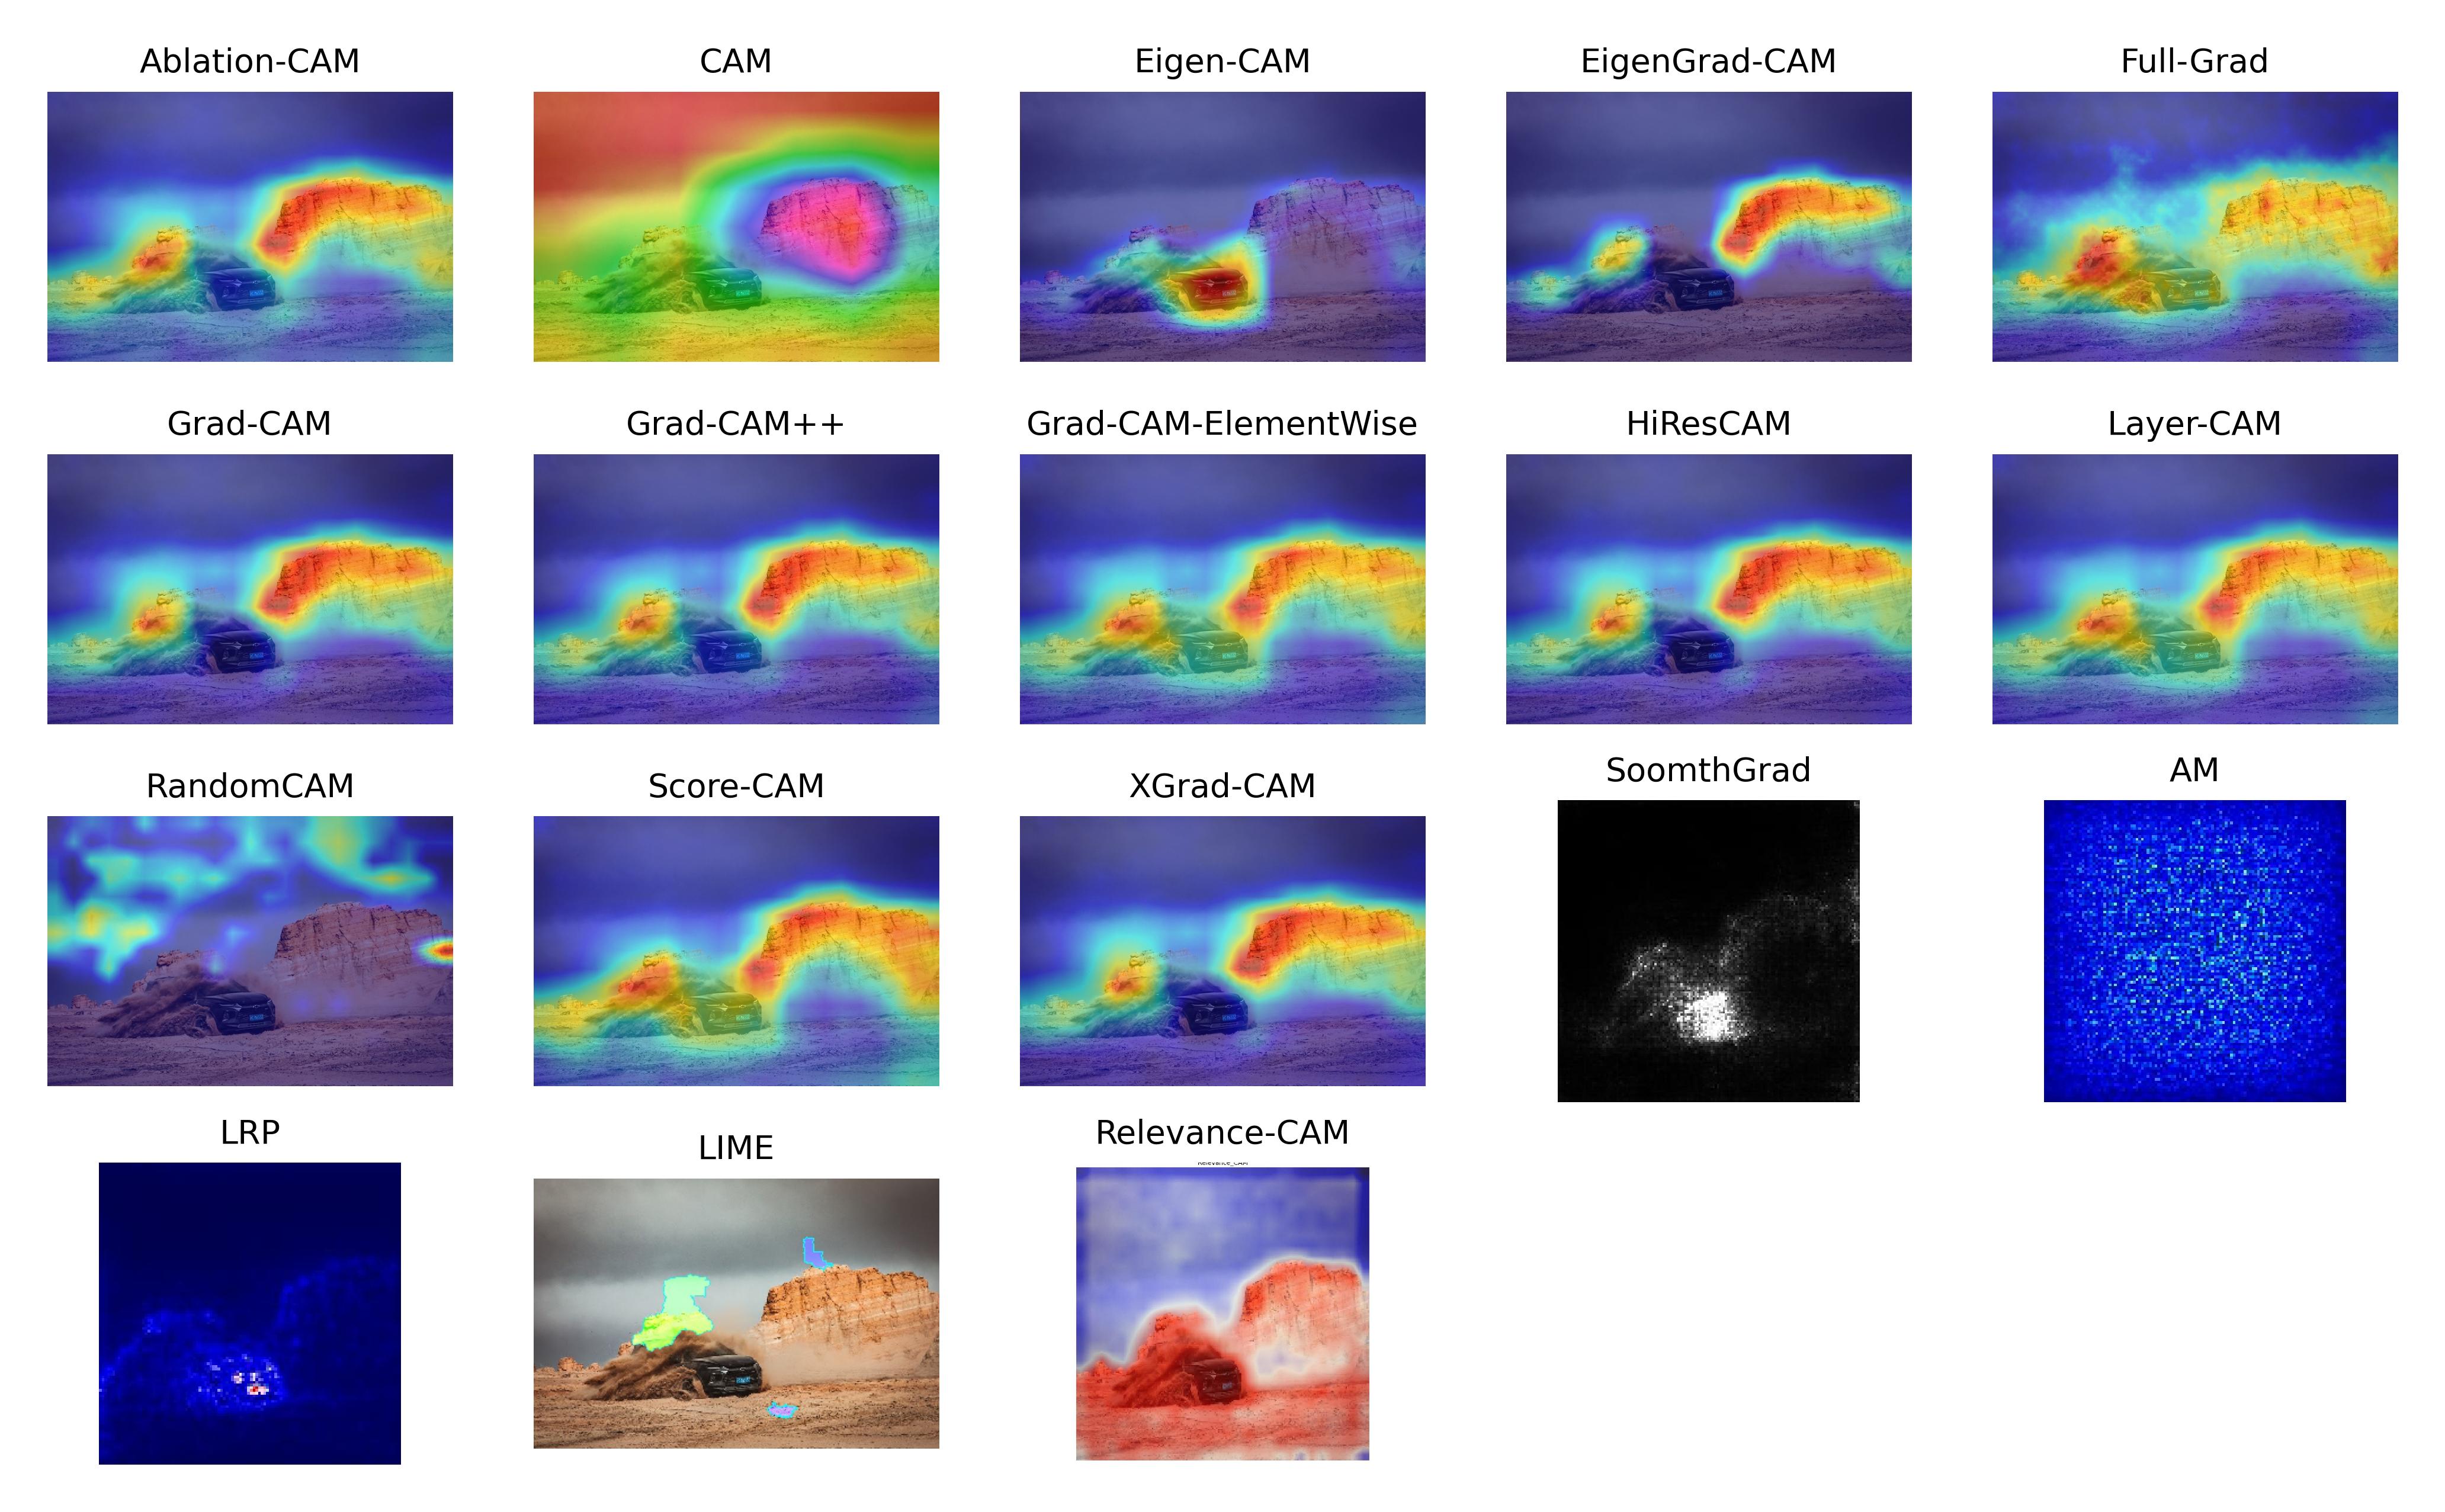 Ablation-CAM
CAM
Eigen-CAM
EigenGrad-CAM
Full-Grad
Grad-CAM
Grad-CAM++
Grad-CAM-ElementWise
HiResCAM
Layer-CAM
RandomCAM
Score-CAM
XGrad-CAM
SoomthGrad
AM
LRP
LIME
Relevance-CAM
Relevance_CAM